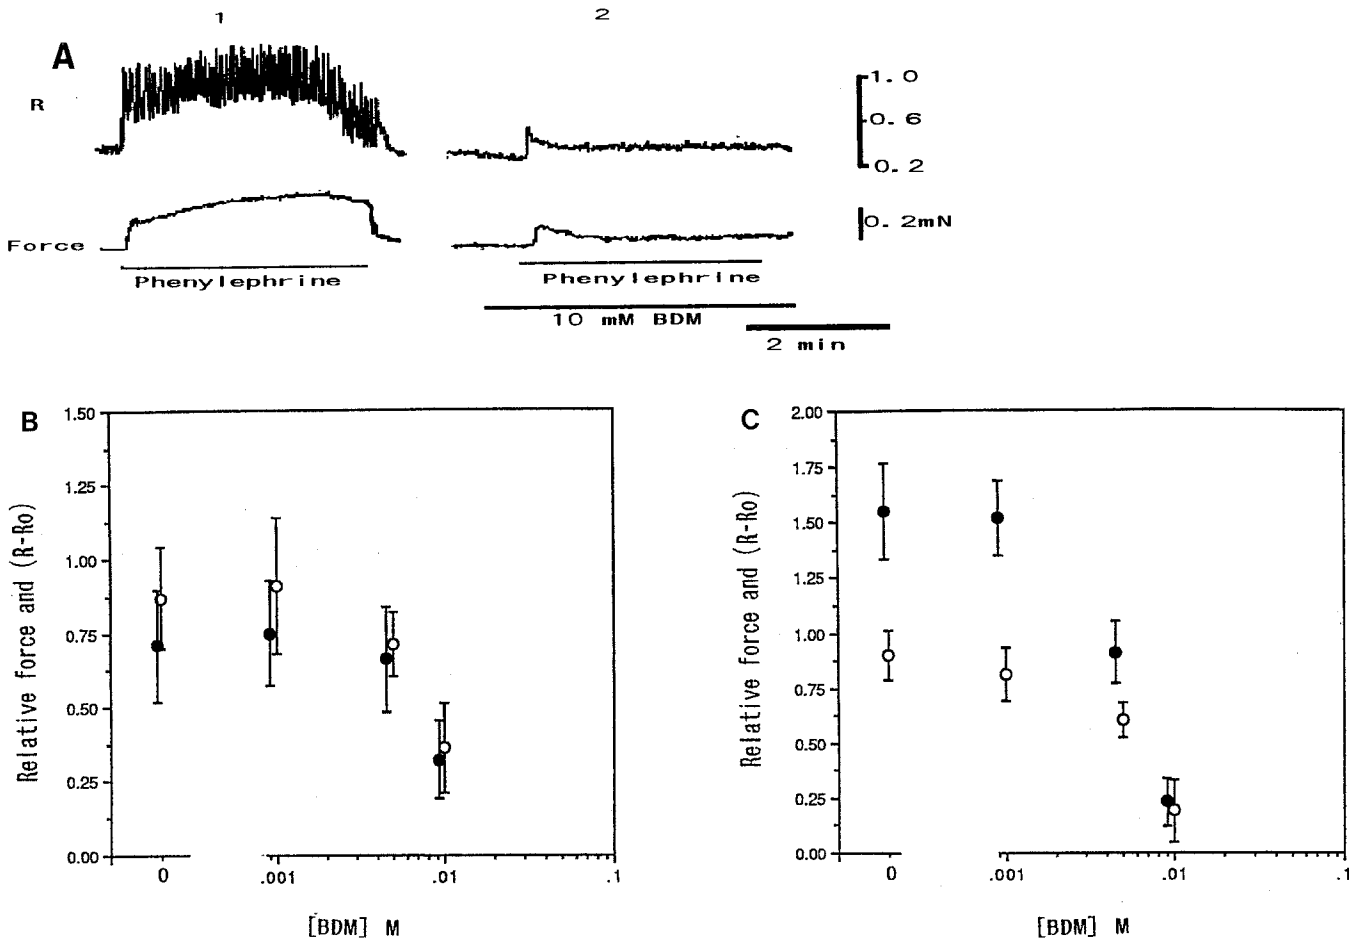 1
2
A
R
1.0
0.6
0.2
Force
0.2mN
Phenylephrine
Phenylephrine
10 mM BDM
2 min
B
Relative force and (R-Ro)
1.50
1.25
1.00
0.75
0.50
0.25
0.00
0
.001
.01
.1
[BDM] M
C
Relative force and (R-Ro)
2.00
1.75
1.50
1.25
1.00
0.75
0.50
0.25
0.00
0
.001
.01
.1
[BDM] M